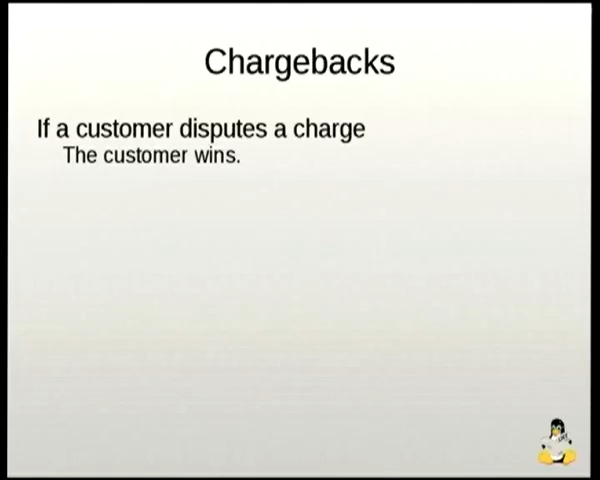 Chargebacks
If a customer disputes a charge
The customer wins.